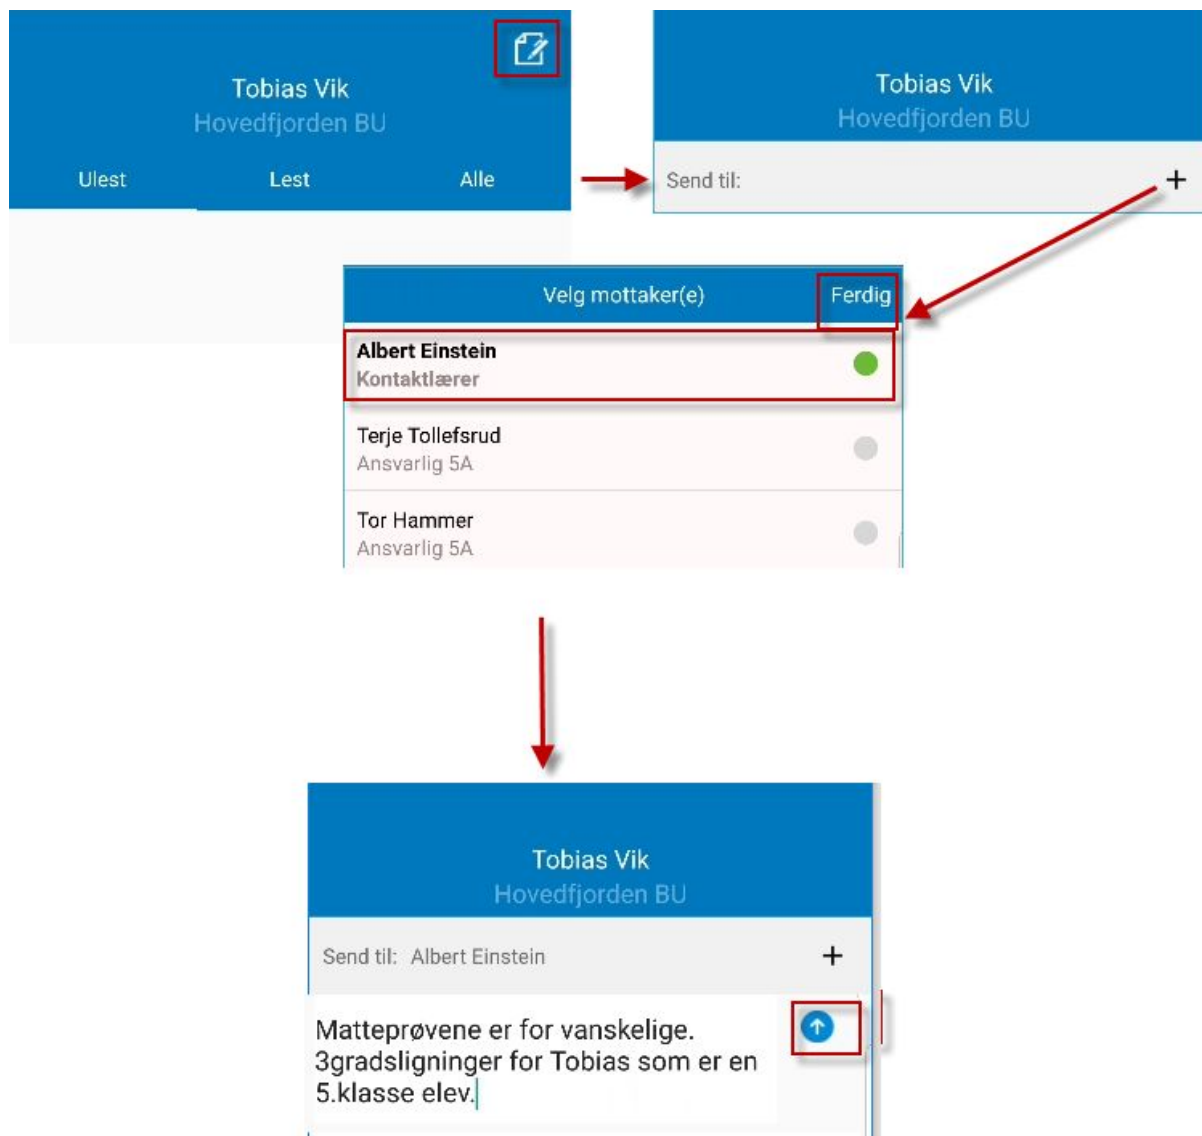 Tobias Vik
Hovedfjorden BU
Ulest Lest Alle
Tobias Vik
Hovedfjorden BU
Send til: +
Velg mottaker(e) Ferdig
Albert Einstein
Kontaktlærer
Terje Tollefsrud
Ansvarlig 5A
Tor Hammer
Ansvarlig 5A
Tobias Vik
Hovedfjorden BU
Send til: Albert Einstein +
Matteprøvene er for vanskelige.
3gradsligninger for Tobias som er en
5.klasse elev.